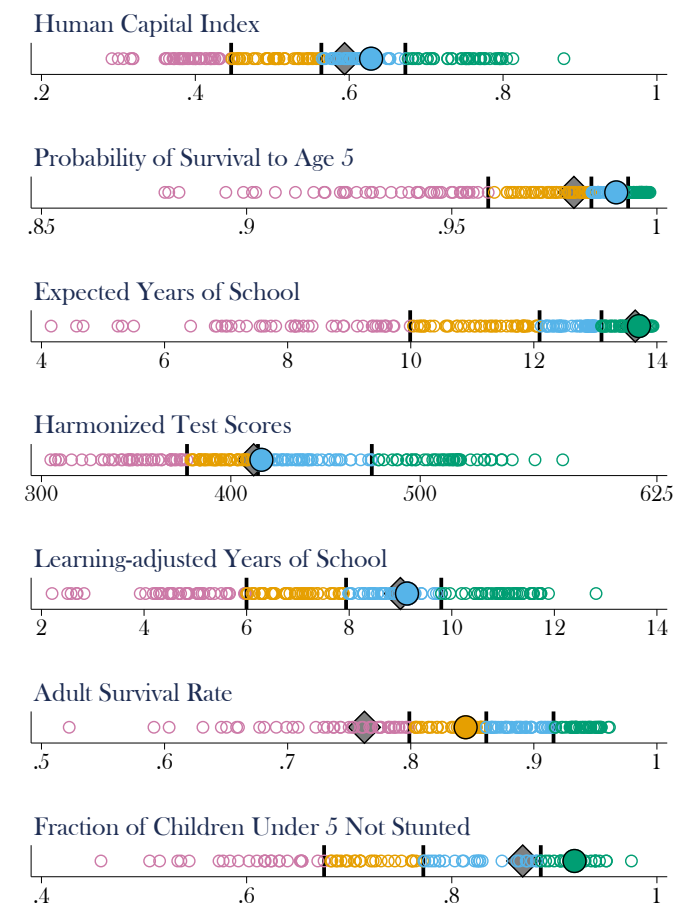 Human Capital Index
.2 .4 .6 .8 1
Probability of Survival to Age 5
.85 .9 .95 1
Expected Years of School
4 6 8 10 12 14
Harmonized Test Scores
300 400 500 625
Learning-adjusted Years of School
2 4 6 8 10 12 14
Adult Survival Rate
.5 .6 .7 .8 .9 1
Fraction of Children Under 5 Not Stunted
.4 .6 .8 1